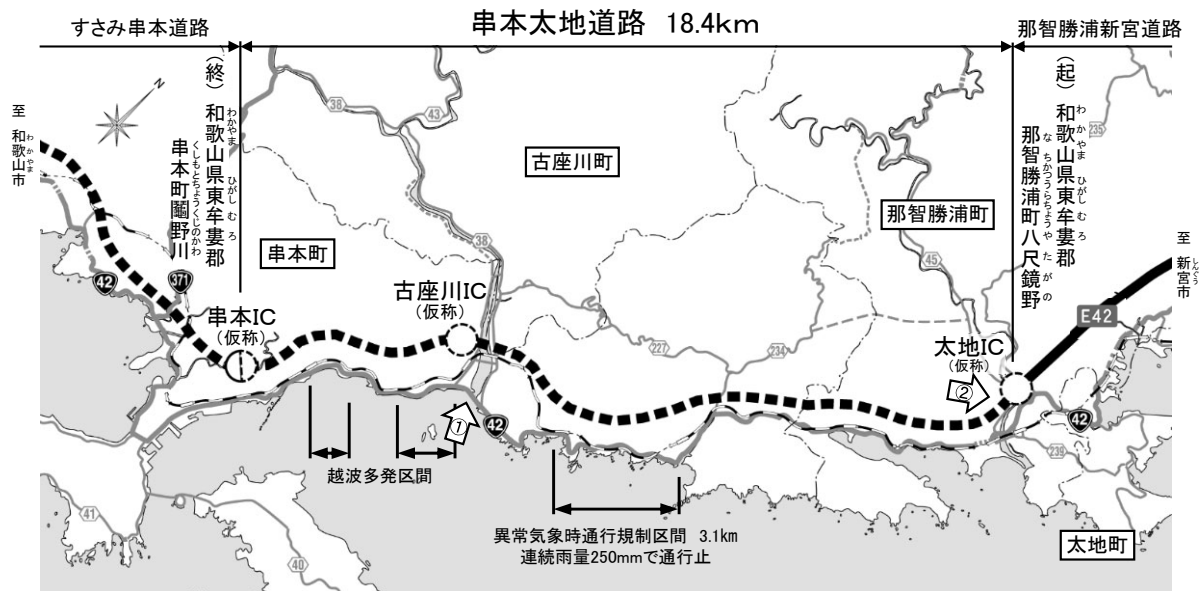 すさみ串本道路
串本太地道路 18.4km
那智勝浦新宮道路
至 和歌山市
わかやま
N
(終)和歌山県東牟婁郡
わかやま ひがしむろ
串本町鬮野川
くしもとちょうくじのかわ
(起)和歌山県東牟婁郡
わかやま ひがしむろ
那智勝浦町八尺鏡野
なちかつうらちょうやたがの
至 新宮市
しんぐう
38
43
235
古座川町
那智勝浦町
串本町
38
45
42
371
古座川IC
(仮称)
串本IC
(仮称)
E42
太地IC
(仮称)
227
234
②
①
42
42
239
越波多発区間
異常気象時通行規制区間 3.1km
連続雨量250mmで通行止
太地町
41
40